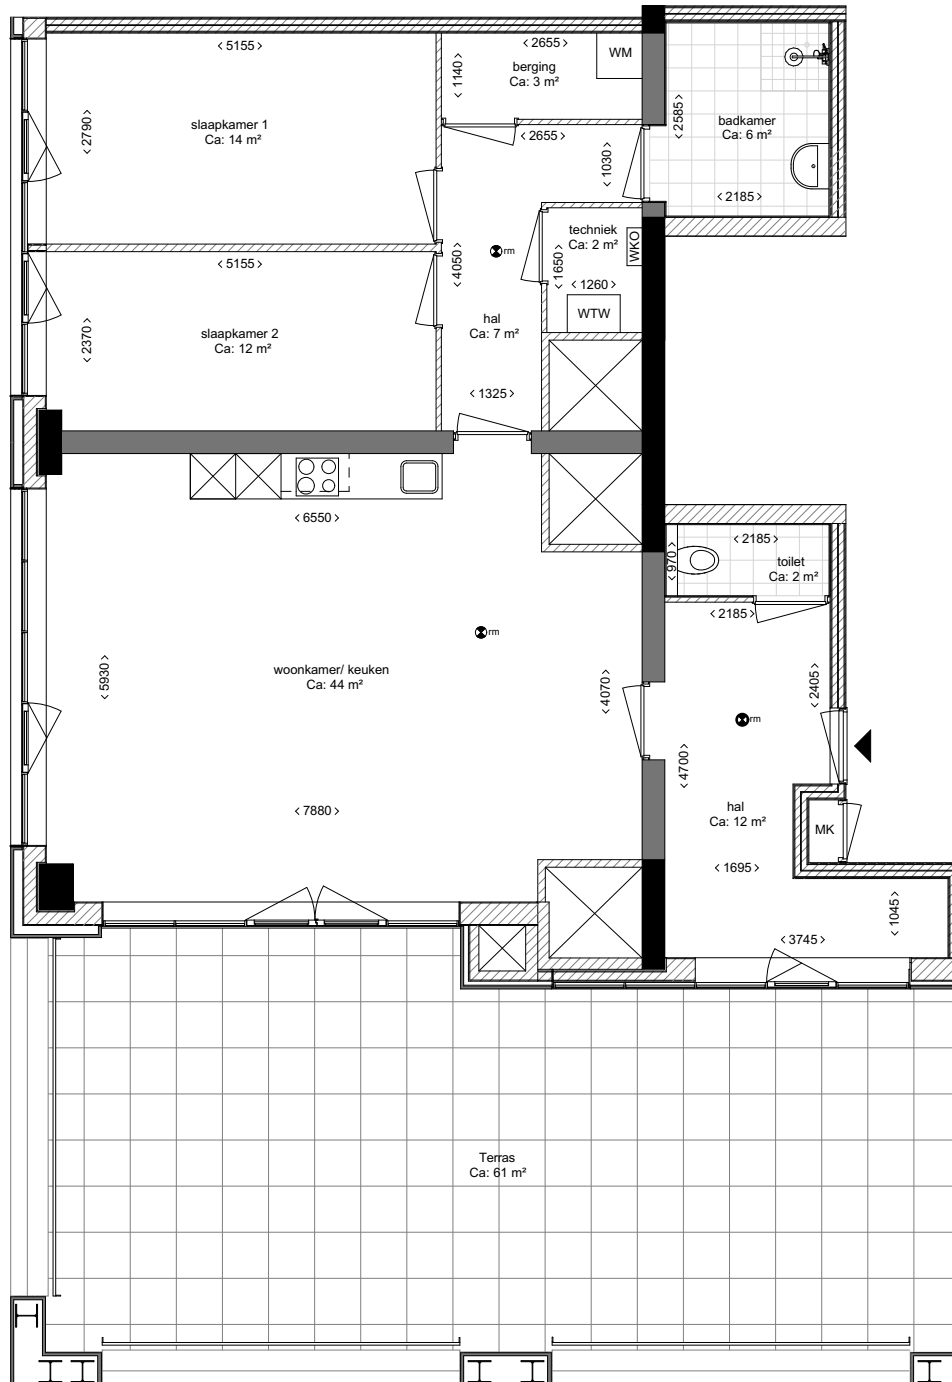 ‹ 5155 ›
‹ 2655 ›
WM
berging
Ca: 3 m²
‹ 1140 ›
‹ 2790 ›
slaapkamer 1
Ca: 14 m²
‹ 2585 ›
badkamer
Ca: 6 m²
‹ 2655 ›
‹ 1030 ›
‹ 2185 ›
techniek
Ca: 2 m²
WKO
rm
‹ 5155 ›
‹ 4050 ›
‹ 1650 ›
‹ 1260 ›
WTW
hal
Ca: 7 m²
slaapkamer 2
Ca: 12 m²
‹ 2370 ›
‹ 1325 ›
‹ 6550 ›
‹ 2185 ›
‹ 970 ›
toilet
Ca: 2 m²
‹ 2185 ›
rm
woonkamer/ keuken
Ca: 44 m²
‹ 5930 ›
‹ 4070 ›
‹ 2405 ›
rm
‹ 4700 ›
hal
Ca: 12 m²
‹ 7880 ›
MK
‹ 1695 ›
‹ 1045 ›
‹ 3745 ›
Terras
Ca: 61 m²